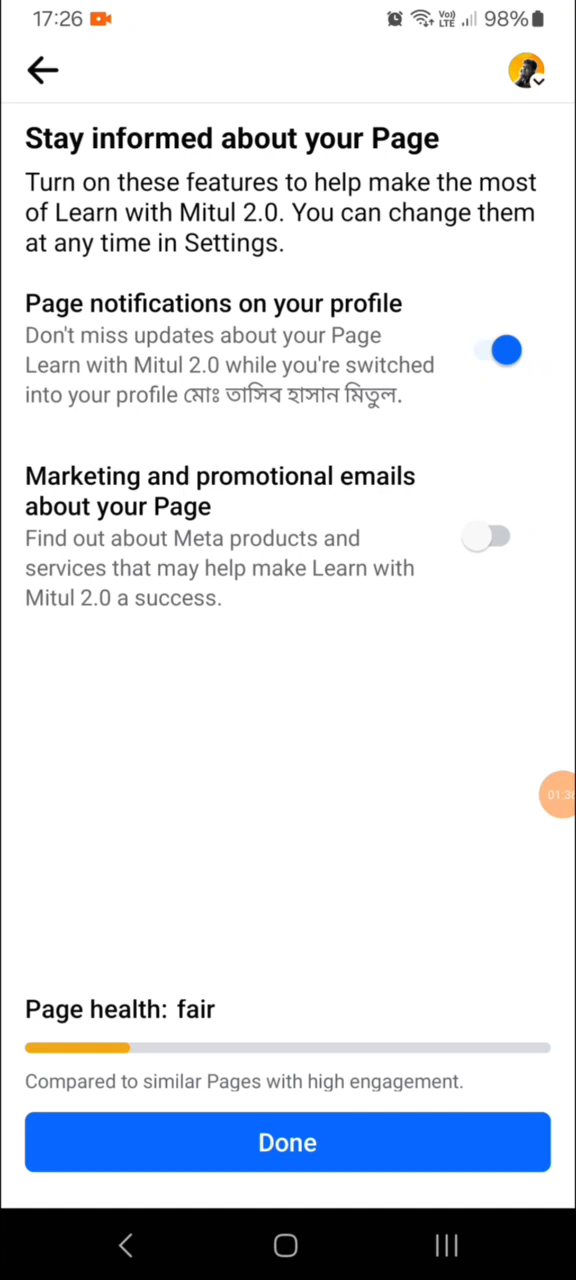 17:26
Vo)) LTE 98%
Stay informed about your Page
Turn on these features to help make the most
of Learn with Mitul 2.0. You can change them
at any time in Settings.
Page notifications on your profile
Don't miss updates about your Page
Learn with Mitul 2.0 while you're switched
into your profile মোঃ তাসিব হাসান মিতুল.
Marketing and promotional emails
about your Page
Find out about Meta products and
services that may help make Learn with
Mitul 2.0 a success.
Page health: fair
Compared to similar Pages with high engagement.
Done